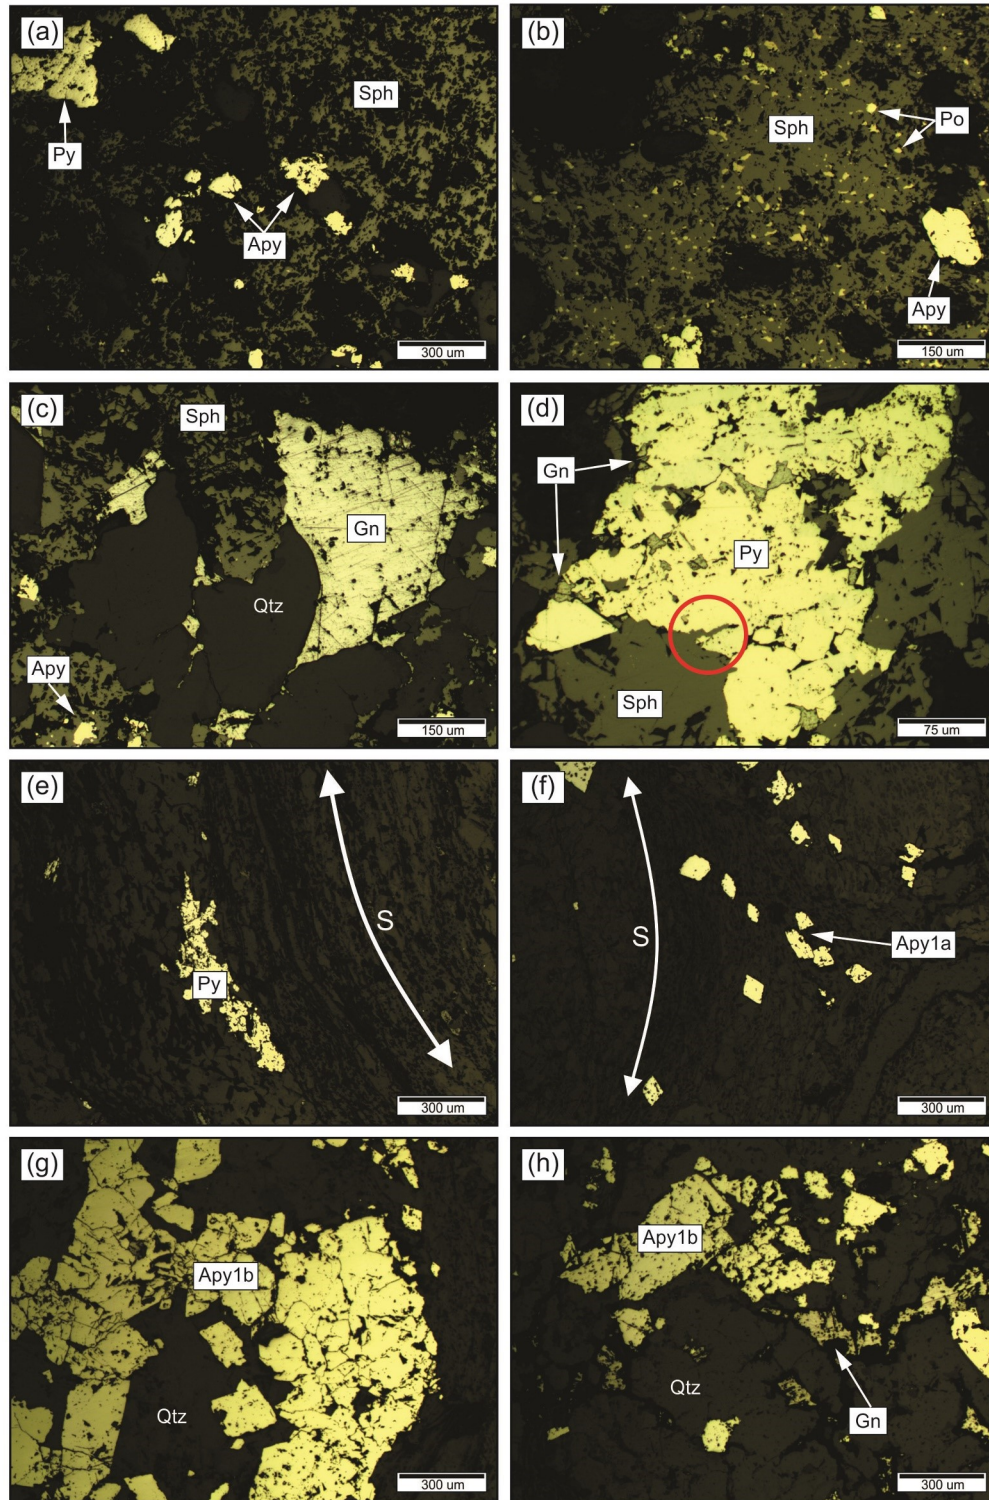 (a)
Sph
Py
Apy
300 um
(b)
Sph
Po
Apy
150 um
(c)
Sph
Gn
Qtz
Apy
150 um
(d)
Gn
Py
Sph
75 um
(e)
S
Py
300 um
(f)
S
Apy1a
300 um
(g)
Apy1b
Qtz
300 um
(h)
Apy1b
Qtz
Gn
300 um